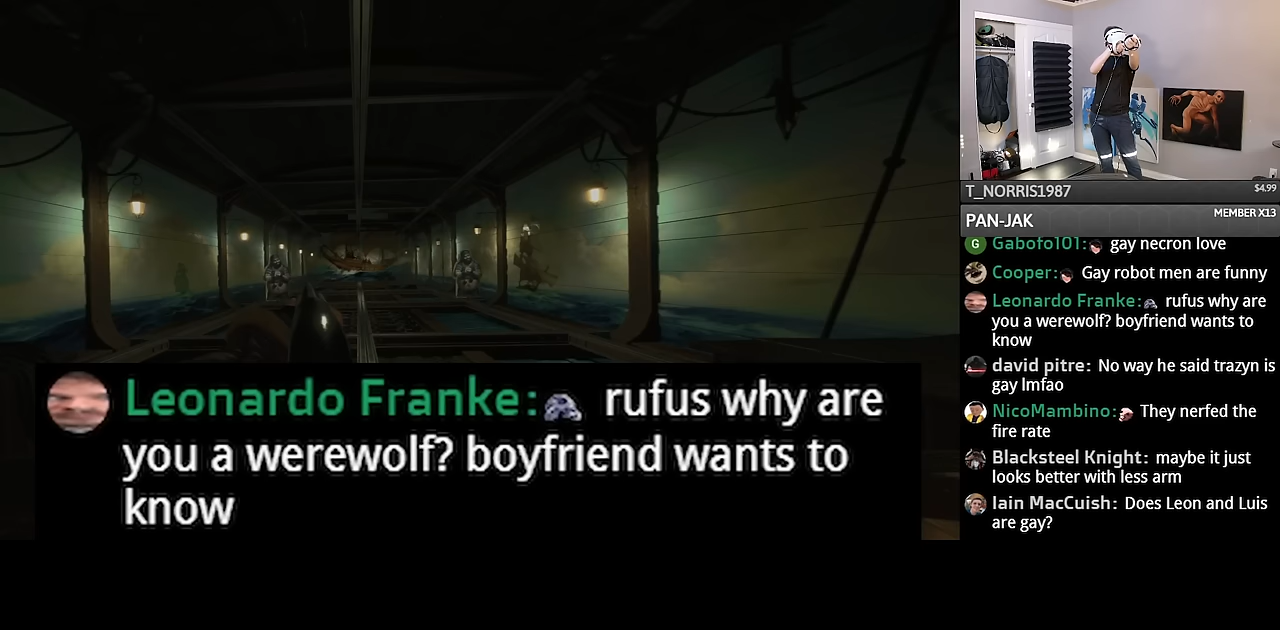 T_NORRIS1987
$4.99
PAN-JAK
MEMBER X13
G
Gabofo101: gay necron love
Cooper: Gay robot men are funny
Leonardo Franke: rufus why are
you a werewolf? boyfriend wants to
know
david pitre: No way he said trazyn is
gay lmfao
NicoMambino: They nerfed the
fire rate
Blacksteel Knight: maybe it just
looks better with less arm
Iain MacCuish: Does Leon and Luis
are gay?
Leonardo Franke: rufus why are
you a werewolf? boyfriend wants to
know